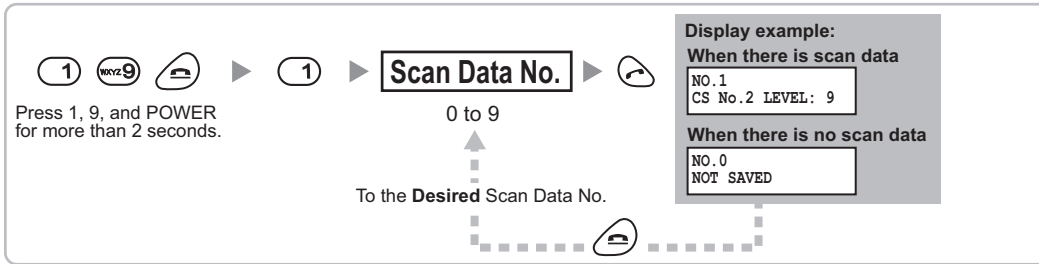 1)
WXYZ9
1)
Scan Data No.
Press 1, 9, and POWER
for more than 2 seconds.
0 to 9
To the Desired Scan Data No.
Display example:
When there is scan data
NO.1
CS No.2 LEVEL: 9
When there is no scan data
NO.0
NOT SAVED